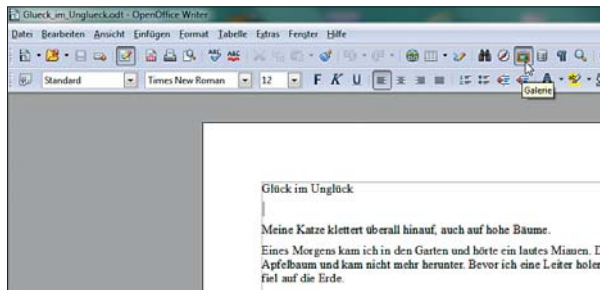 Glueck_im_Unglueck.odt - OpenOffice Writer
Datei Bearbeiten Ansicht Einfügen Format Tabelle Extras Fenster Hilfe
Standard Times New Roman 12 F K U
Galerie
Glück im Unglück
Meine Katze klettert überall hinauf, auch auf hohe Bäume.
Eines Morgens kam ich in den Garten und hörte ein lautes Miauen. D
Apfelbaum und kam nicht mehr herunter. Bevor ich eine Leiter holen
fiel auf die Erde.